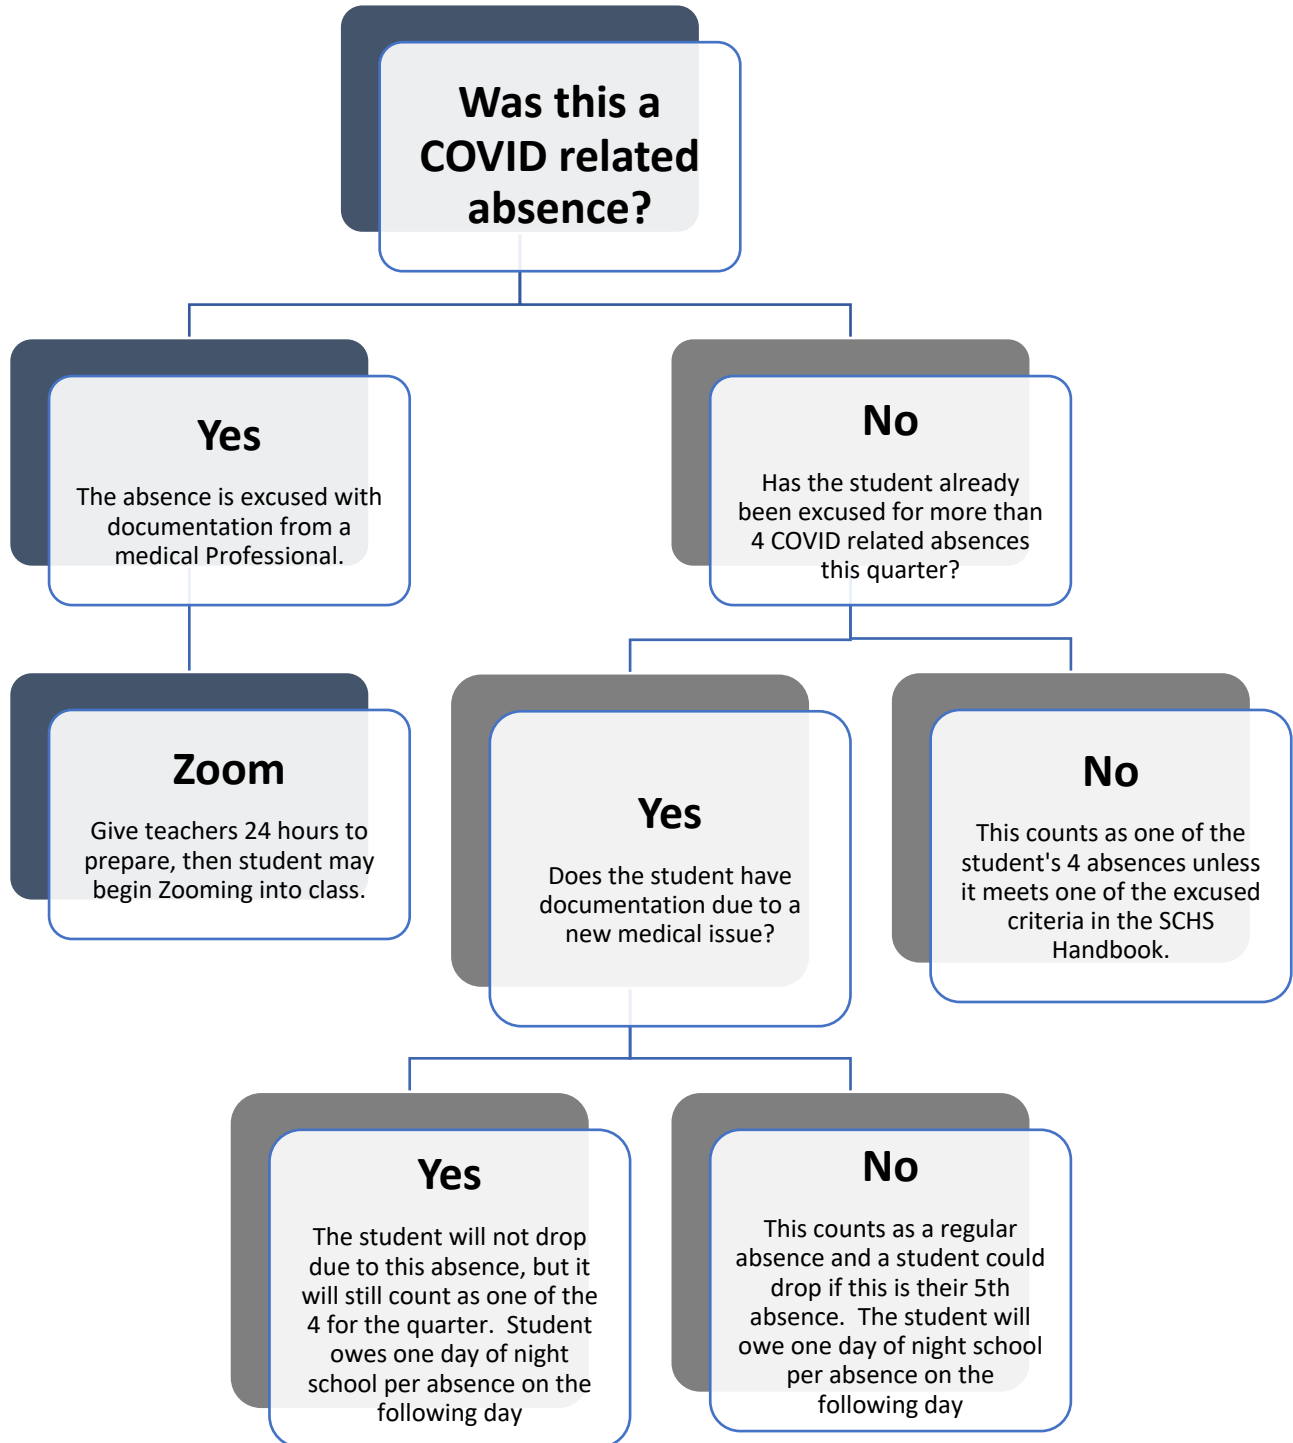 Was this a
COVID related
absence?
Yes
The absence is excused with
documentation from a
medical Professional.
No
Has the student already
been excused for more than
4 COVID related absences
this quarter?
Zoom
Give teachers 24 hours to
prepare, then student may
begin Zooming into class.
Yes
Does the student have
documentation due to a
new medical issue?
No
This counts as one of the
student's 4 absences unless
it meets one of the excused
criteria in the SCHS
Handbook.
Yes
The student will not drop
due to this absence, but it
will still count as one of the
4 for the quarter.  Student
owes one day of night
school per absence on the
following day
No
This counts as a regular
absence and a student could
drop if this is their 5th
absence.  The student will
owe one day of night school
per absence on the
following day